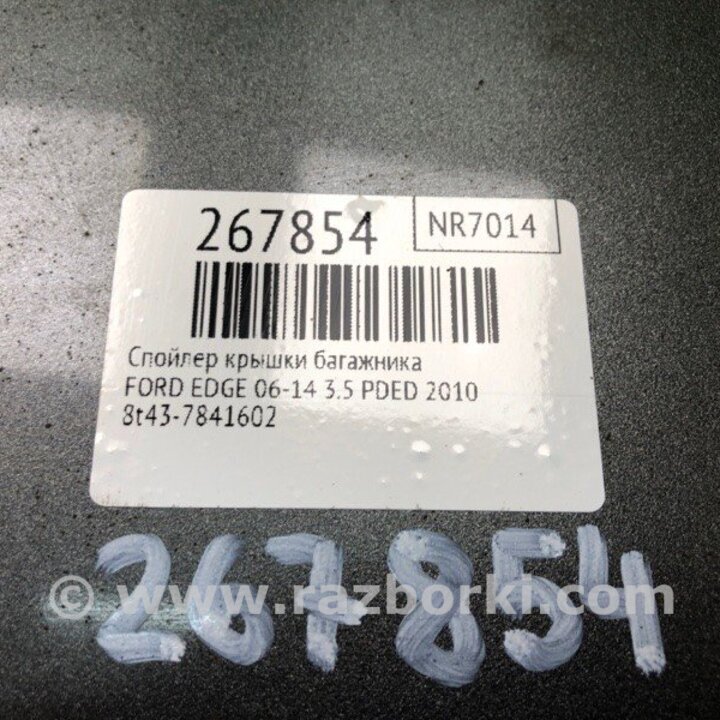 267854
NR7014
Спойлер крышки багажника
FORD EDGE 06-14 3.5 PDED 2010
8t43-7841602
267854
© www.razborki.com